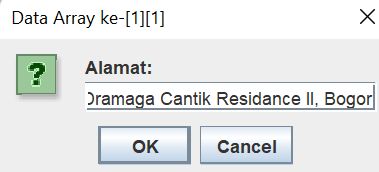 Data Array ke-[1][1]
Alamat:
Dramaga Cantik Residance II, Bogor
OK Cancel